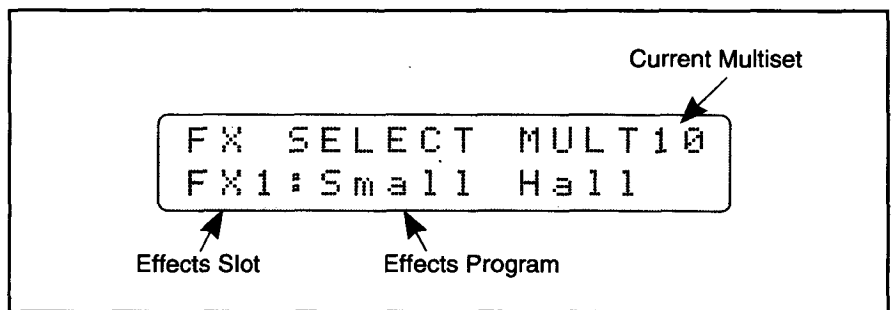 Current Multiset
FX SELECT MULT10
FX1:Small Hall
Effects Slot
Effects Program